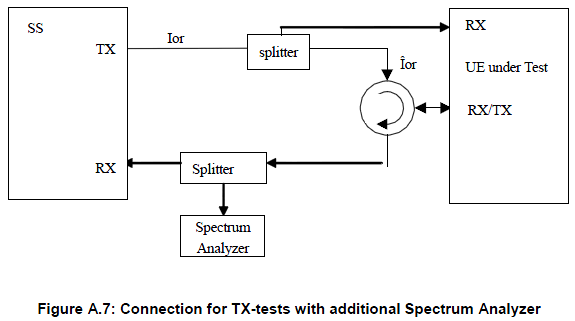 SS
TX
Ior
splitter
RX
Îor
UE under Test
RX/TX
RX
Splitter
Spectrum
Analyzer
Figure A.7: Connection for TX-tests with additional Spectrum Analyzer